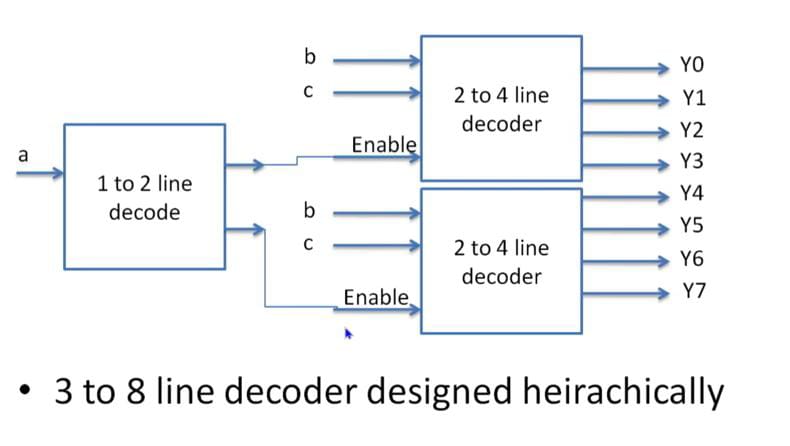 b
c
2 to 4 line
decoder
Enable
Y0
Y1
Y2
Y3
a
1 to 2 line
decode
b
c
2 to 4 line
decoder
Enable
Y4
Y5
Y6
Y7
• 3 to 8 line decoder designed heirachically